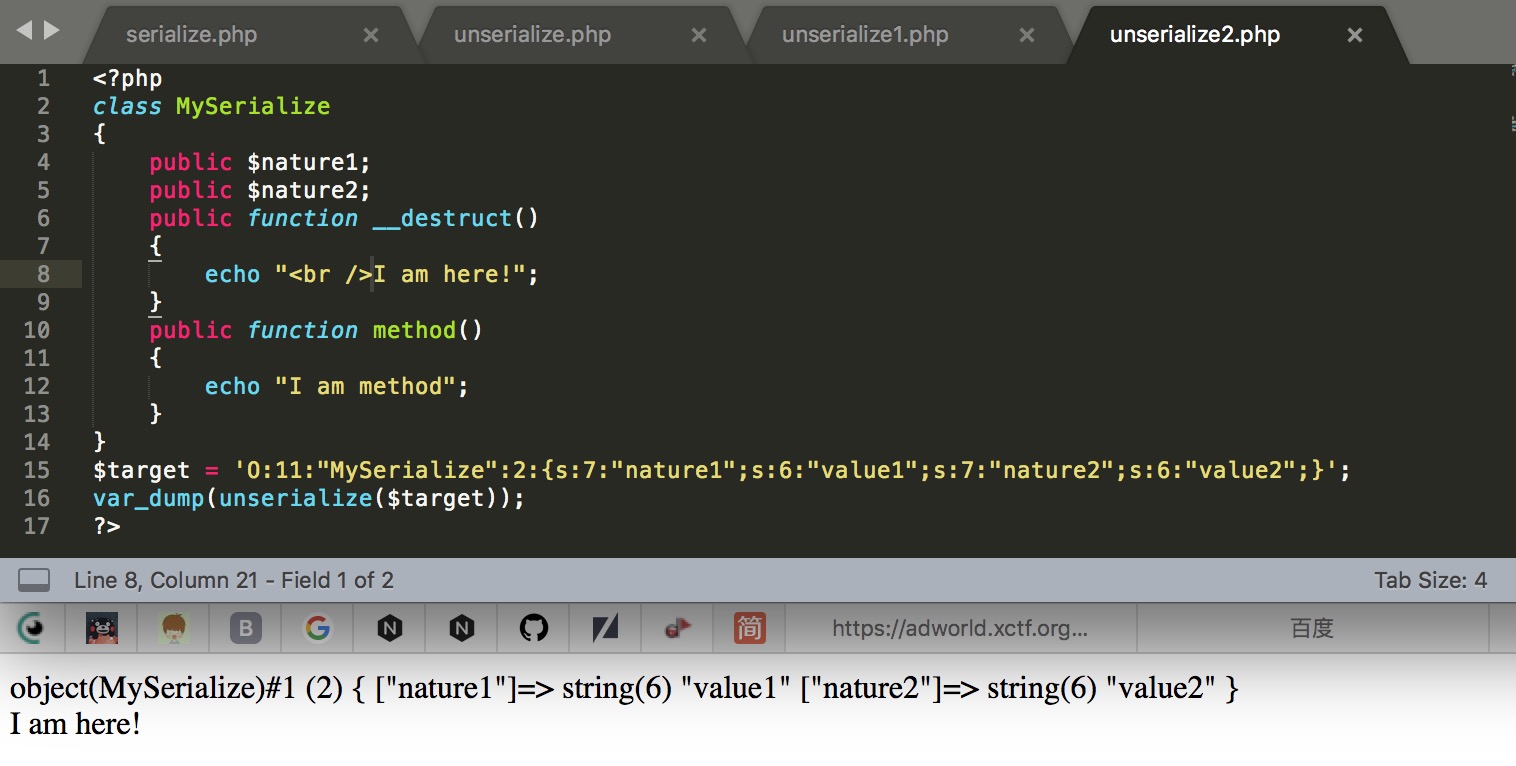 serialize.php × unserialize.php × unserialize1.php × unserialize2.php ×
1 <?php
2 class MySerialize
3 {
4     public $nature1;
5     public $nature2;
6     public function __destruct()
7     {
8         echo "<br />I am here!";
9     }
10     public function method()
11     {
12         echo "I am method";
13     }
14 }
15 $target = 'O:11:"MySerialize":2:{s:7:"nature1";s:6:"value1";s:7:"nature2";s:6:"value2";}';
16 var_dump(unserialize($target));
17 ?>
Line 8, Column 21 - Field 1 of 2 Tab Size: 4
B G N N 简 https://adworld.xctf.org... 百度
object(MySerialize)#1 (2) { ["nature1"]=> string(6) "value1" ["nature2"]=> string(6) "value2" }
I am here!